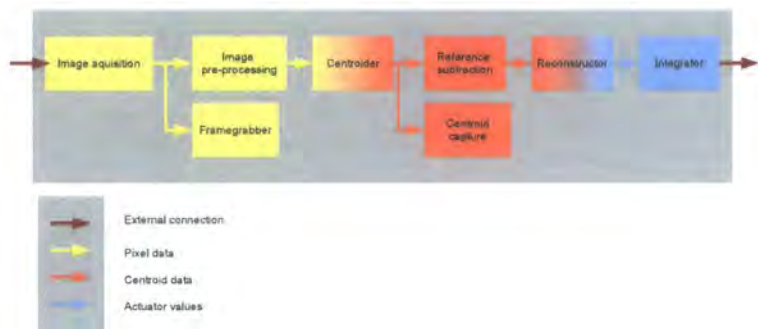 Image aquisition
Image
pre-processing
Centroider
Reference
subtraction
Reconstructor
Integrator
Framegrabber
Centroid
capture
External connection
Pixel data
Centroid data
Actuator values